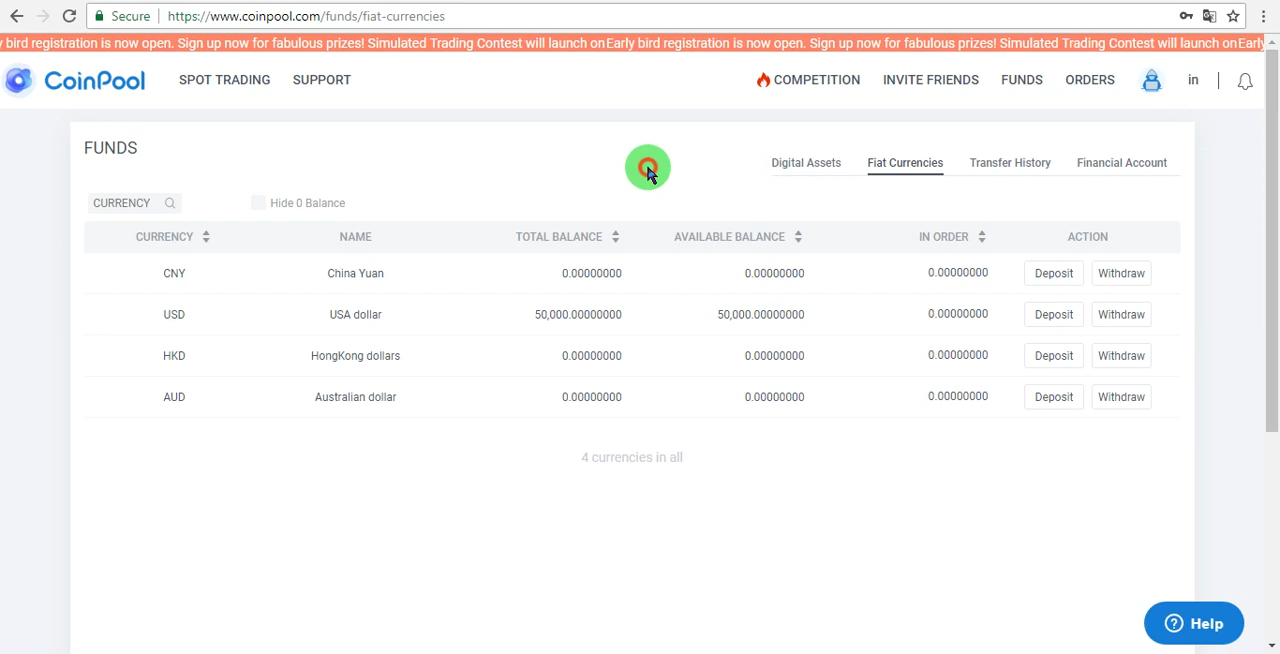 Secure https://www.coinpool.com/funds/fiat-currencies
bird registration is now open. Sign up now for fabulous prizes! Simulated Trading Contest will launch on Early bird registration is now open. Sign up now for fabulous prizes! Simulated Trading Contest will launch on
CoinPool SPOT TRADING SUPPORT COMPETITION INVITE FRIENDS FUNDS ORDERS in
FUNDS
Digital Assets Fiat Currencies Transfer History Financial Account
CURRENCY Hide 0 Balance
CURRENCY NAME TOTAL BALANCE AVAILABLE BALANCE IN ORDER ACTION
CNY China Yuan 0.00000000 0.00000000 0.00000000 Deposit Withdraw
USD USA dollar 50,000.00000000 50,000.00000000 0.00000000 Deposit Withdraw
HKD HongKong dollars 0.00000000 0.00000000 0.00000000 Deposit Withdraw
AUD Australian dollar 0.00000000 0.00000000 0.00000000 Deposit Withdraw
4 currencies in all
Help